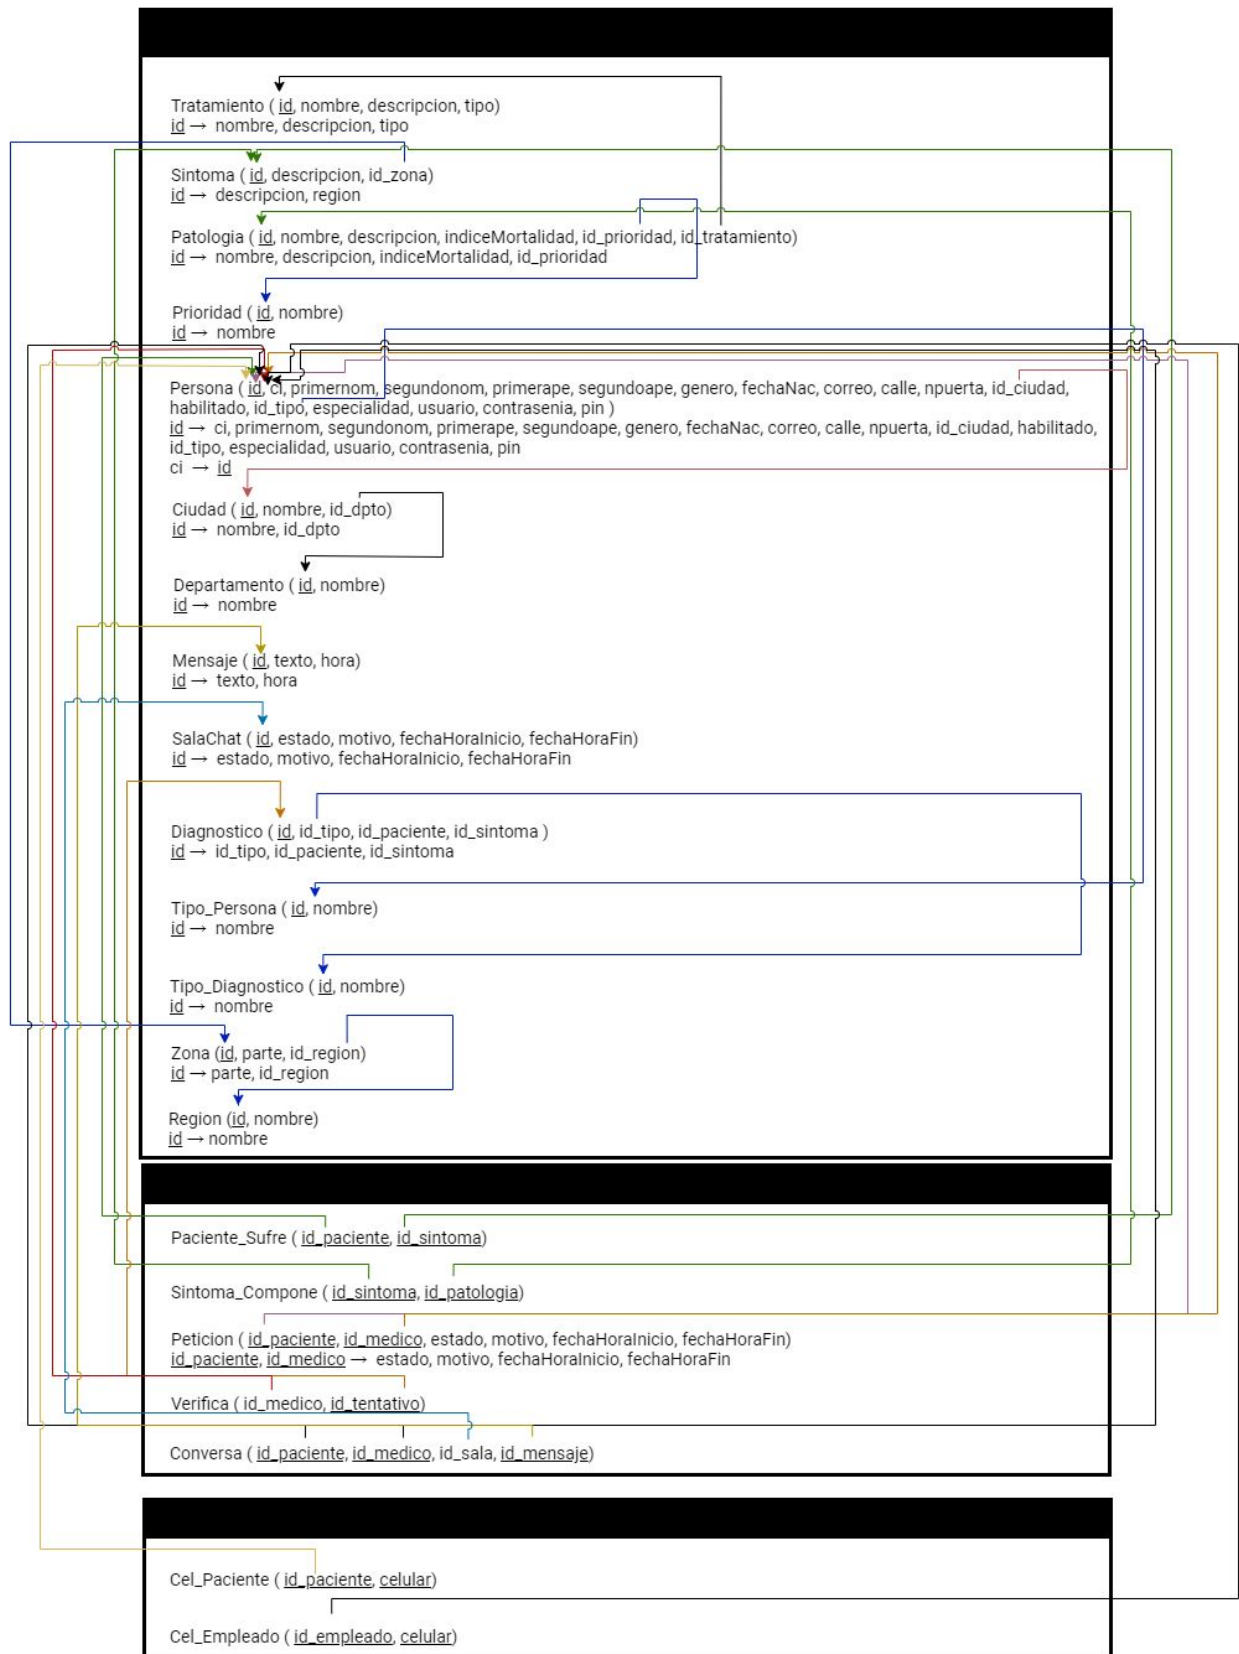 Tratamiento ( id, nombre, descripcion, tipo)
id → nombre, descripcion, tipo
Sintoma ( id, descripcion, id_zona)
id → descripcion, region
Patologia ( id, nombre, descripcion, indiceMortalidad, id_prioridad, id_tratamiento)
id → nombre, descripcion, indiceMortalidad, id_prioridad
Prioridad ( id, nombre)
id → nombre
Persona ( id, ci, primernom, segundonom, primerape, segundoape, genero, fechaNac, correo, calle, npuerta, id_ciudad,
habilitado, id_tipo, especialidad, usuario, contrasenia, pin )
id → ci, primernom, segundonom, primerape, segundoape, genero, fechaNac, correo, calle, npuerta, id_ciudad, habilitado,
id_tipo, especialidad, usuario, contrasenia, pin
ci → id
Ciudad ( id, nombre, id_dpto)
id → nombre, id_dpto
Departamento ( id, nombre)
id → nombre
Mensaje ( id, texto, hora)
id → texto, hora
SalaChat ( id, estado, motivo, fechaHoraInicio, fechaHoraFin)
id → estado, motivo, fechaHoraInicio, fechaHoraFin
Diagnostico ( id, id_tipo, id_paciente, id_sintoma )
id → id_tipo, id_paciente, id_sintoma
Tipo_Persona ( id, nombre)
id → nombre
Tipo_Diagnostico ( id, nombre)
id → nombre
Zona (id, parte, id_region)
id → parte, id_region
Region (id, nombre)
id → nombre
Paciente_Sufre ( id_paciente, id_sintoma)
Sintoma_Compone ( id_sintoma, id_patologia)
Peticion ( id_paciente, id_medico, estado, motivo, fechaHoraInicio, fechaHoraFin)
id_paciente, id_medico → estado, motivo, fechaHoraInicio, fechaHoraFin
Verifica ( id_medico, id_tentativo)
Conversa ( id_paciente, id_medico, id_sala, id_mensaje)
Cel_Paciente ( id_paciente, celular)
Cel_Empleado ( id_empleado, celular)